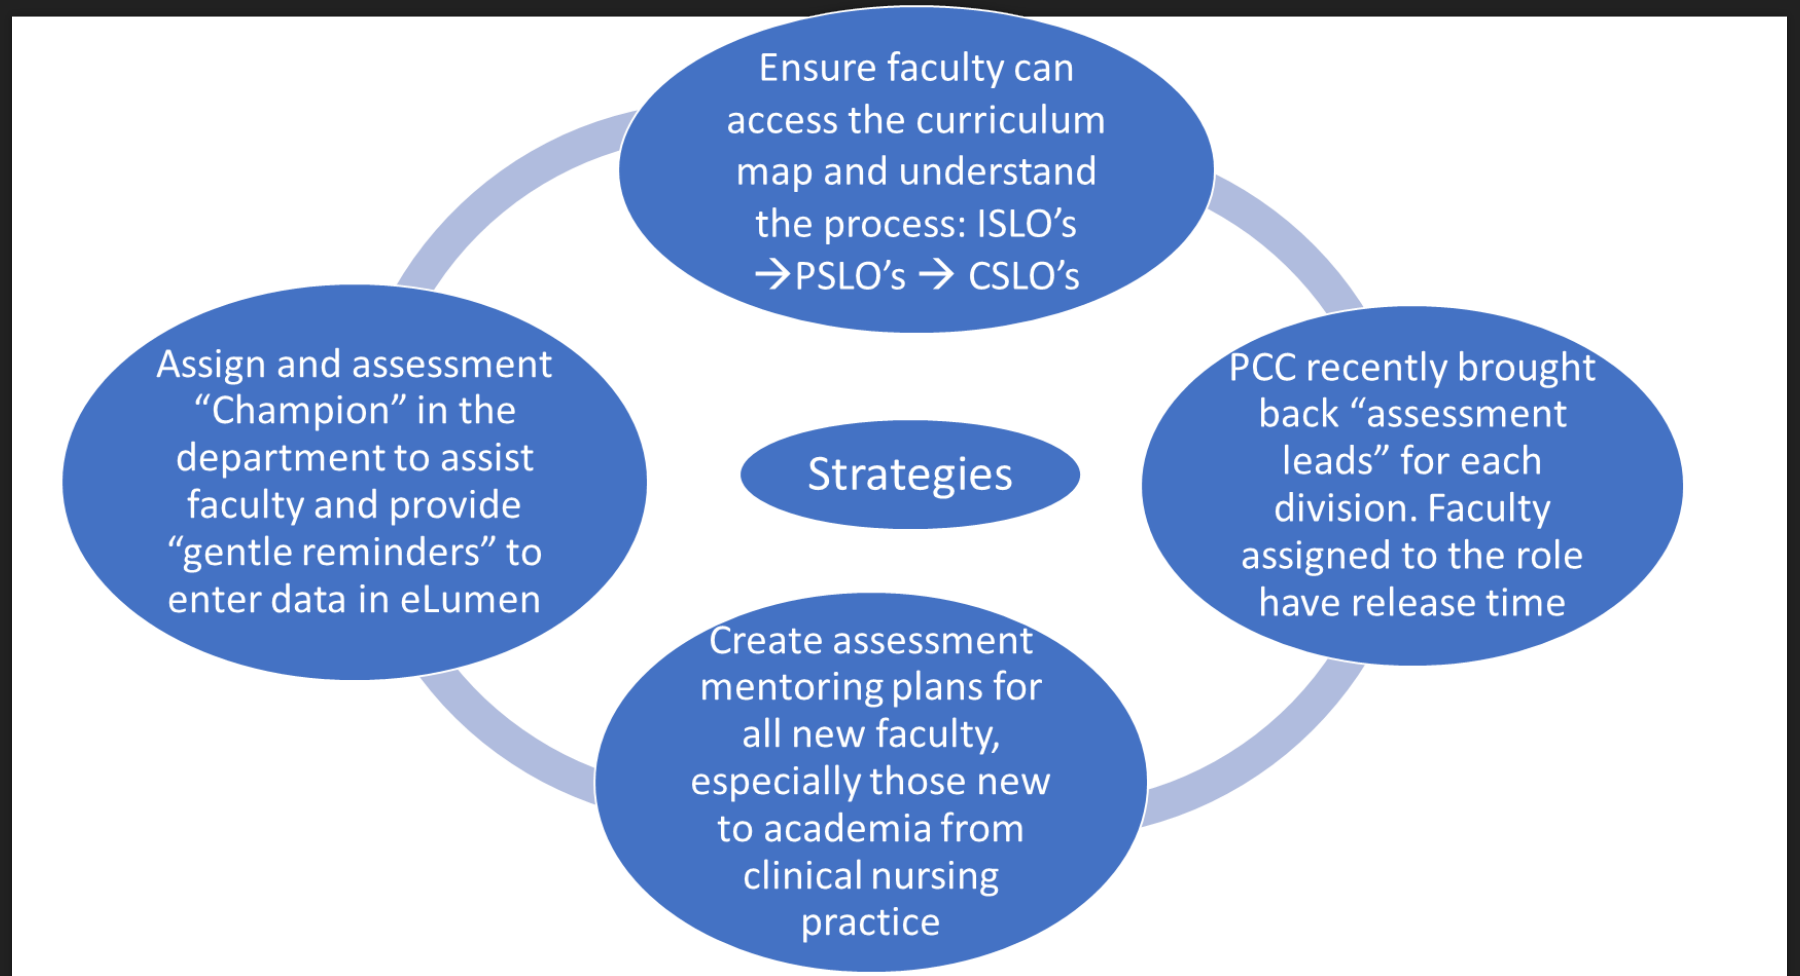 Ensure faculty can
access the curriculum
map and understand
the process: ISLO’s
→PSLO’s → CSLO’s
PCC recently brought
back “assessment
leads” for each
division. Faculty
assigned to the role
have release time
Create assessment
mentoring plans for
all new faculty,
especially those new
to academia from
clinical nursing
practice
Assign and assessment
“Champion” in the
department to assist
faculty and provide
“gentle reminders” to
enter data in eLumen
Strategies